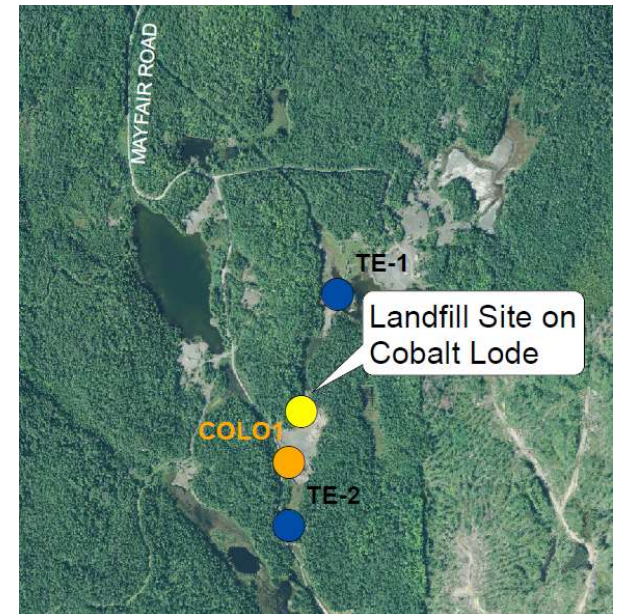 MAYFAIR ROAD
TE-1
Landfill Site on
Cobalt Lode
COLO1
TE-2